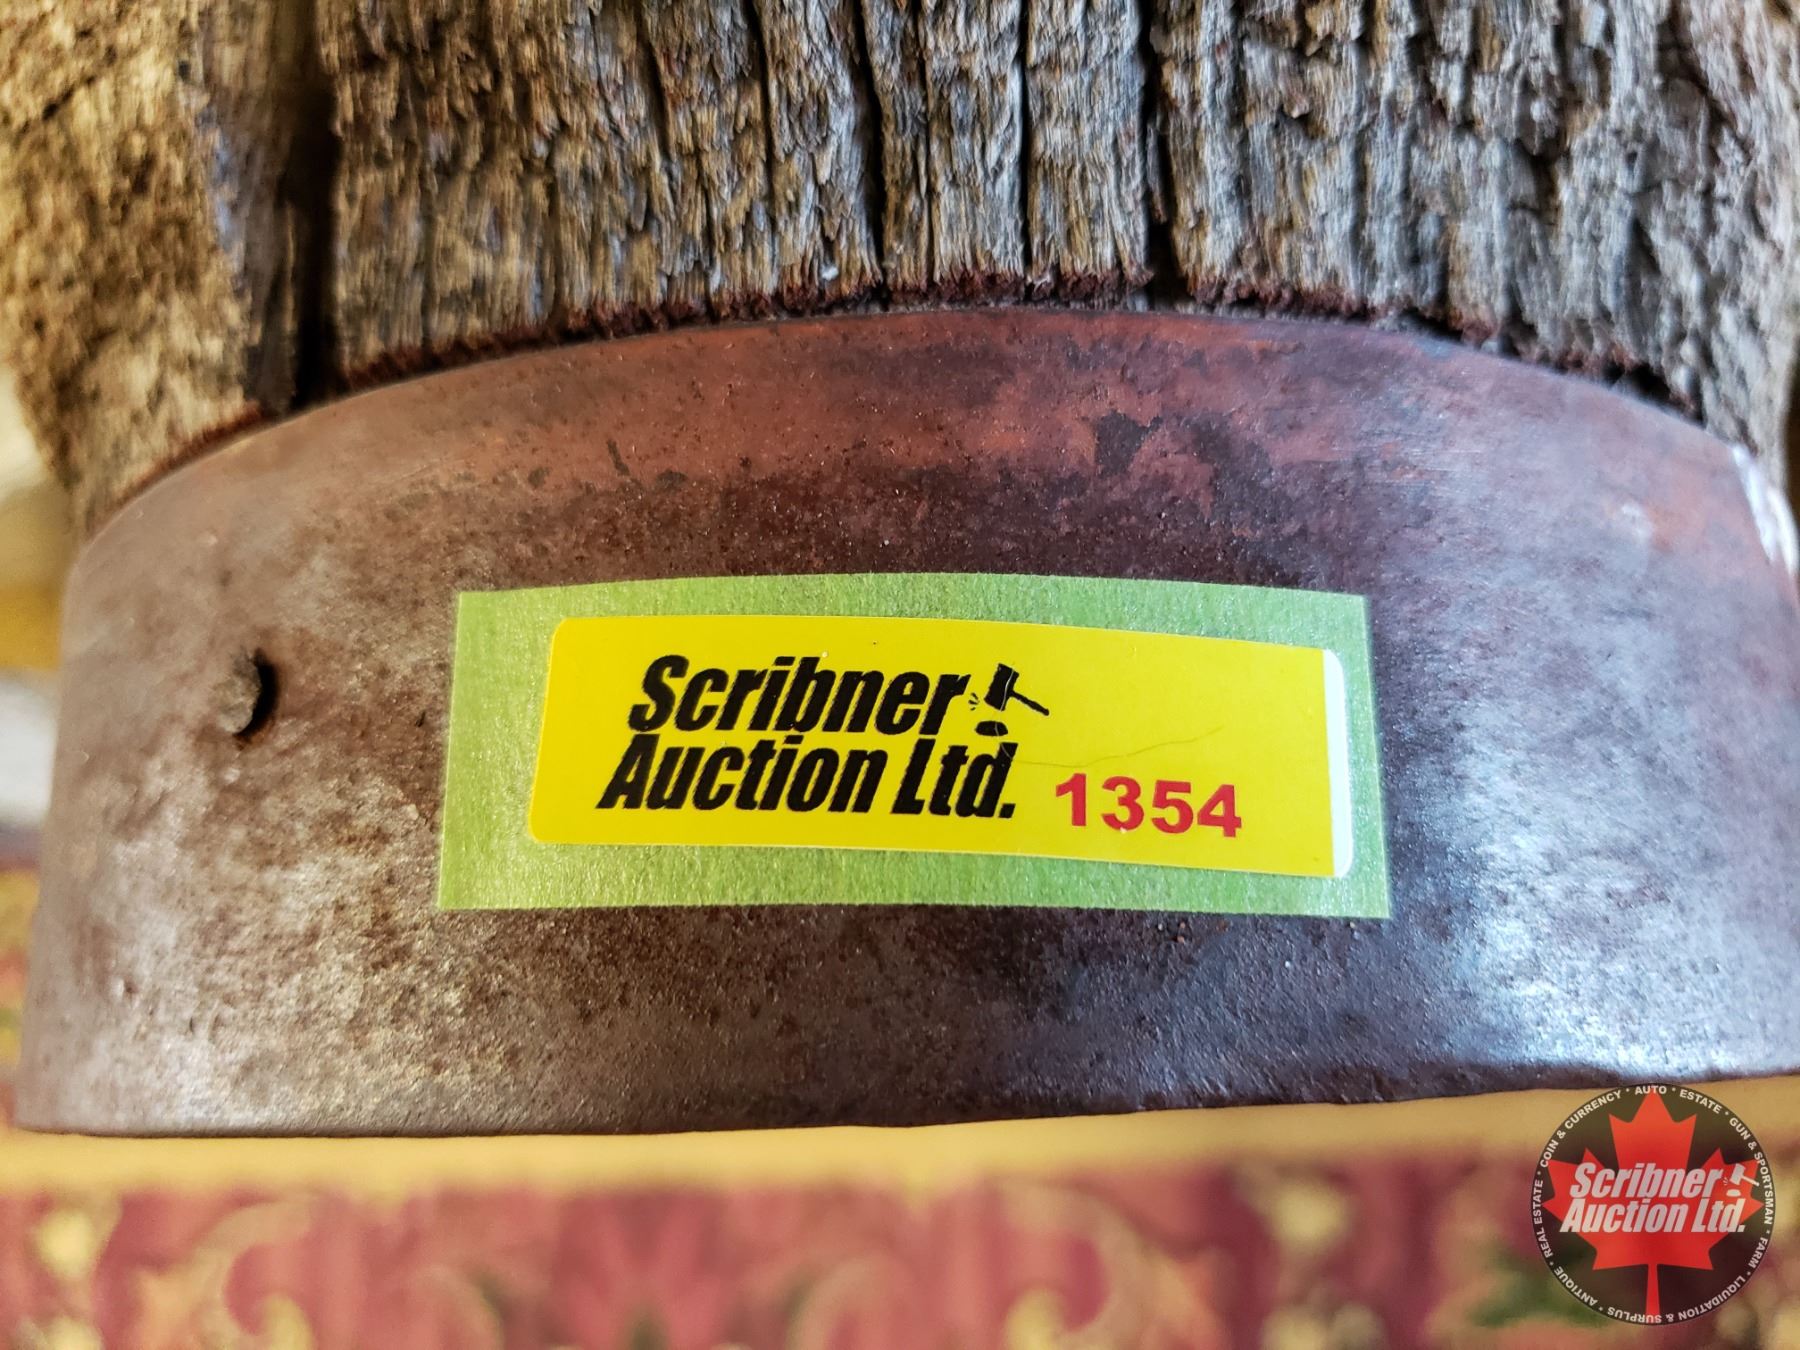 Scribner
Auction Ltd.
1354
COIN & CURRENCY • AUTO • ESTATE • GUN & SPORTSMAN • FARM • LIQUIDATION & SURPLUS • ANTIQUE • REAL ESTATE •
Scribner
Auction Ltd.